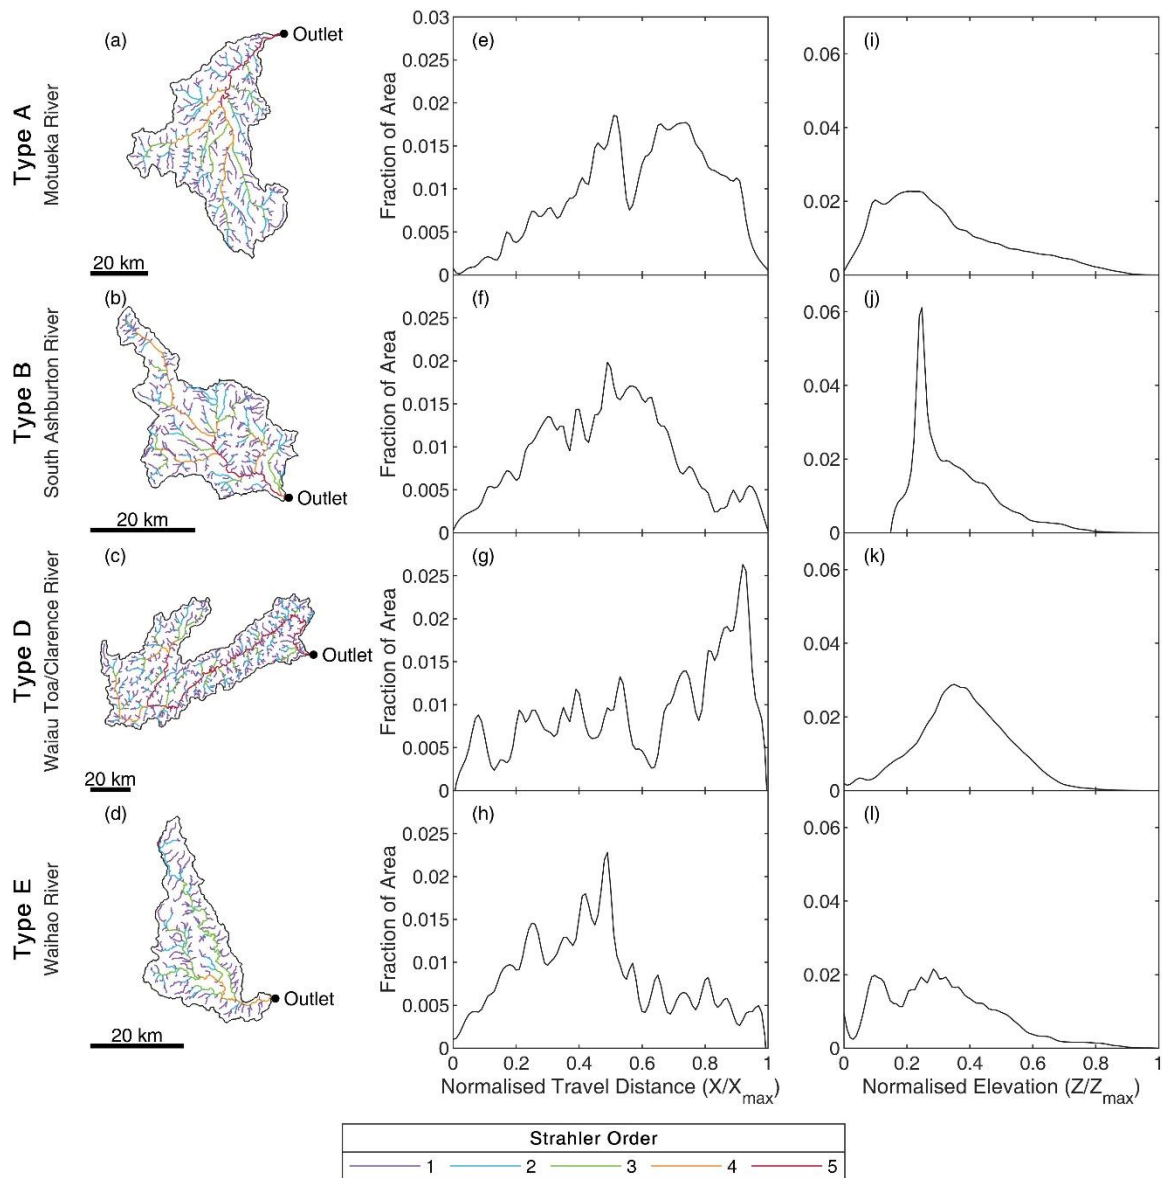 Type A
Motueka River
(a)
Outlet
20 km
(e)
Fraction of Area
0.03
0.025
0.02
0.015
0.01
0.005
0
(i)
0.06
0.04
0.02
0
Type B
South Ashburton River
(b)
Outlet
20 km
(f)
Fraction of Area
0.025
0.02
0.015
0.01
0.005
0
(j)
0.06
0.04
0.02
0
Type D
Waiau Toa/Clarence River
(c)
Outlet
20 km
(g)
Fraction of Area
0.025
0.02
0.015
0.01
0.005
0
(k)
0.06
0.04
0.02
0
Type E
Waihao River
(d)
Outlet
20 km
(h)
Fraction of Area
0.025
0.02
0.015
0.01
0.005
0
0 0.2 0.4 0.6 0.8 1
Normalised Travel Distance (X/Xmax)
(l)
0.06
0.04
0.02
0
0 0.2 0.4 0.6 0.8 1
Normalised Elevation (Z/Zmax)
Strahler Order
1 2 3 4 5